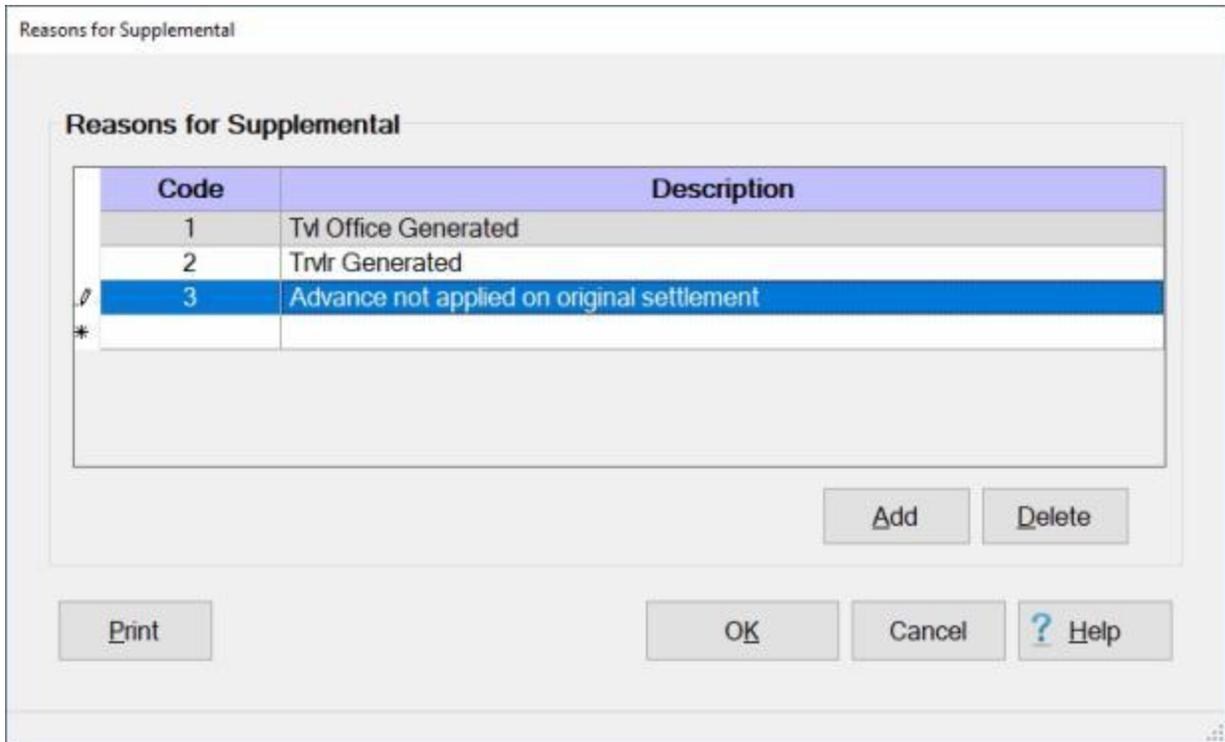 Reasons for Supplemental
Reasons for Supplemental
Code Description
1 Tvl Office Generated
2 Trvlr Generated
3 Advance not applied on original settlement
*
Add Delete
Print OK Cancel ? Help